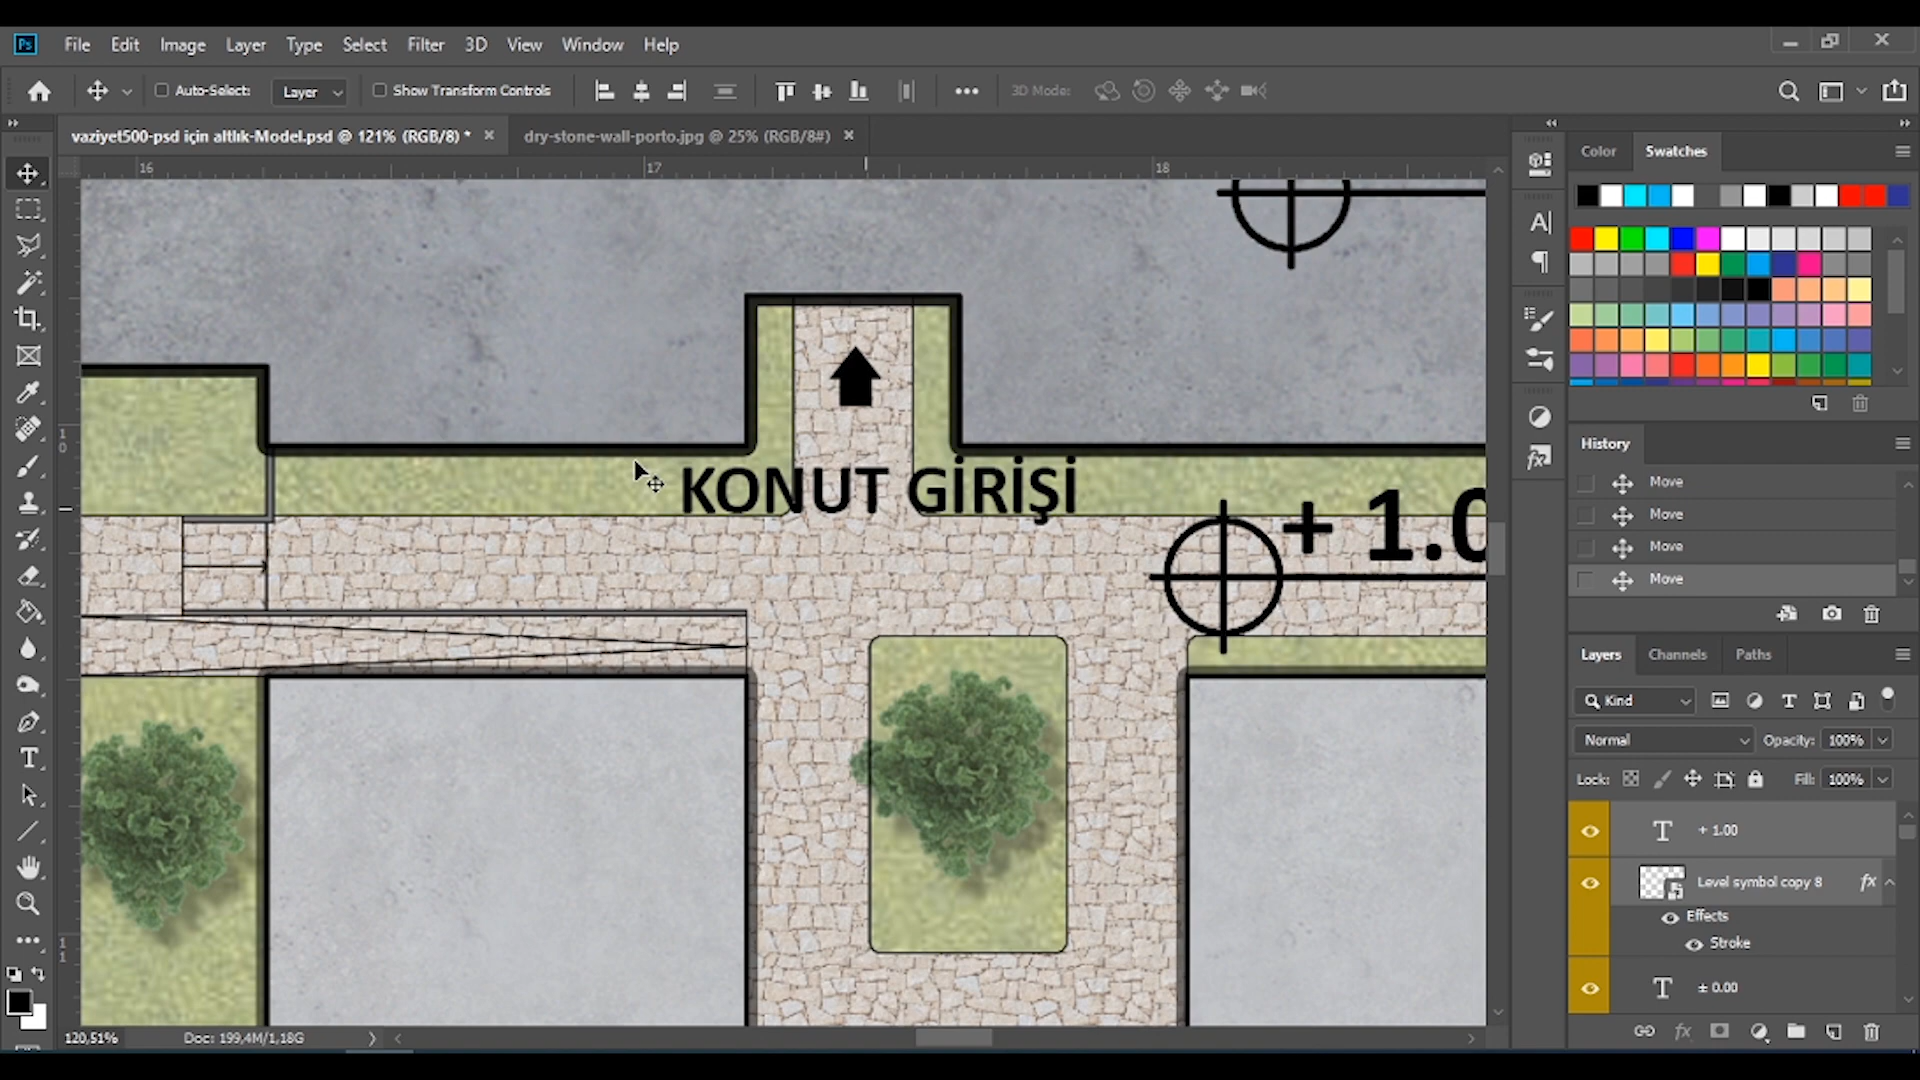 Ps File Edit Image Layer Type Select Filter 3D View Window Help
Auto-Select: Layer Show Transform Controls 3D Mode:
vaziyet500-psd için altlık-Model.psd @ 121% (RGB/8) * × dry-stone-wall-porto.jpg @ 25% (RGB/8#) ×
16 17 18
Color Swatches
KONUT GİRİŞİ
+ 1.0
10
11
History
Move
Move
Move
Move
Layers Channels Paths
Kind
Normal Opacity: 100%
Lock: Fill: 100%
+ 1.00
Level symbol copy 8 fx
Effects
Stroke
± 0.00
120,51% Doc: 199,4M/1,18G